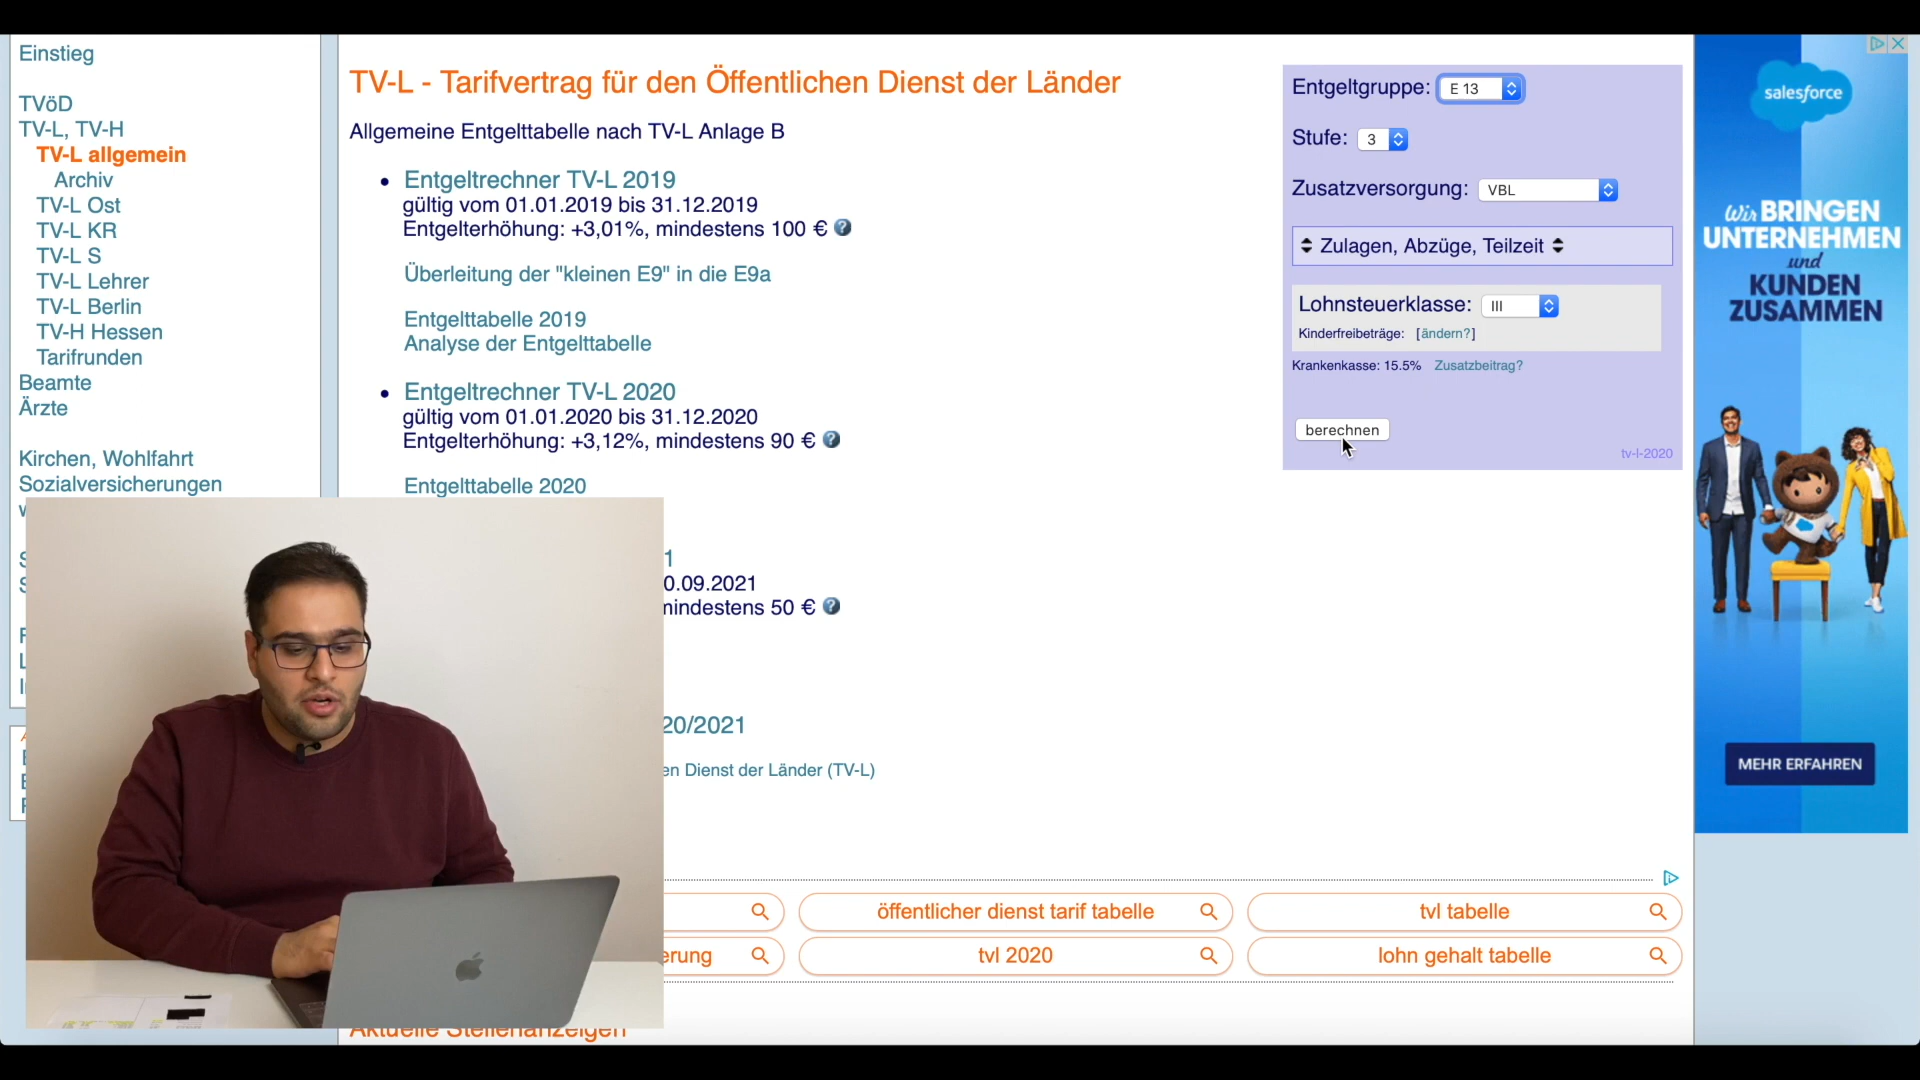 Einstieg
TVöD
TV-L, TV-H
TV-L allgemein
Archiv
TV-L Ost
TV-L KR
TV-L S
TV-L Lehrer
TV-L Berlin
TV-H Hessen
Tarifrunden
Beamte
Ärzte
Kirchen, Wohlfahrt
Sozialversicherungen
TV-L - Tarifvertrag für den Öffentlichen Dienst der Länder
Allgemeine Entgelttabelle nach TV-L Anlage B
Entgeltrechner TV-L 2019
gültig vom 01.01.2019 bis 31.12.2019
Entgelterhöhung: +3,01%, mindestens 100 €
Überleitung der "kleinen E9" in die E9a
Entgelttabelle 2019
Analyse der Entgelttabelle
Entgeltrechner TV-L 2020
gültig vom 01.01.2020 bis 31.12.2020
Entgelterhöhung: +3,12%, mindestens 90 €
Entgelttabelle 2020
1
0.09.2021
mindestens 50 €
20/2021
en Dienst der Länder (TV-L)
öffentlicher dienst tarif tabelle
tvl tabelle
erung
tvl 2020
lohn gehalt tabelle
Aktuelle Stellenanzeigen
Entgeltgruppe: E 13
Stufe: 3
Zusatzversorgung: VBL
Zulagen, Abzüge, Teilzeit
Lohnsteuerklasse: III
Kinderfreibeträge: [ändern?]
Krankenkasse: 15.5% Zusatzbeitrag?
berechnen
tv-l-2020
salesforce
Wir BRINGEN
UNTERNEHMEN
und
KUNDEN
ZUSAMMEN
MEHR ERFAHREN